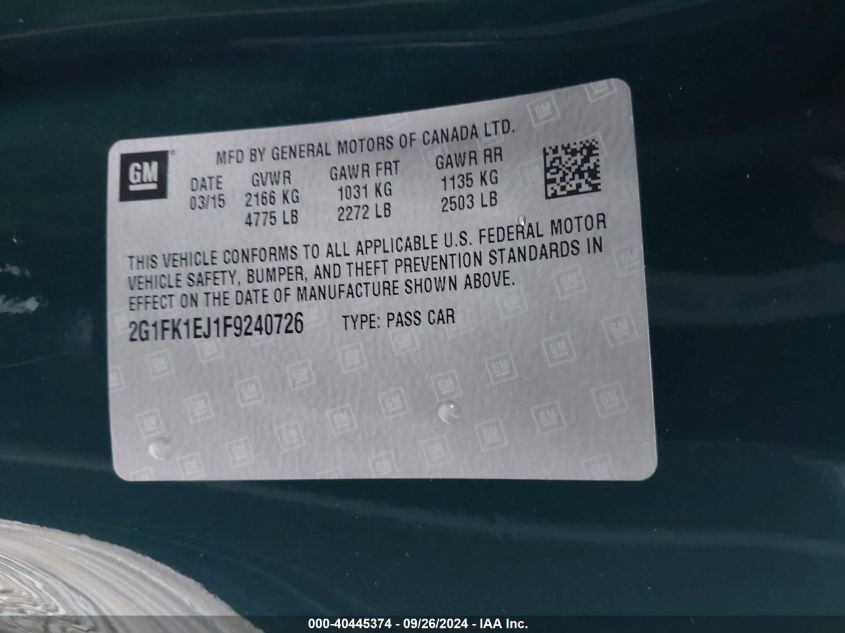 GM
MFD BY GENERAL MOTORS OF CANADA LTD.
DATE GVWR GAWR FRT GAWR RR
03/15 2166 KG 1031 KG 1135 KG
4775 LB 2272 LB 2503 LB
THIS VEHICLE CONFORMS TO ALL APPLICABLE U.S. FEDERAL MOTOR
VEHICLE SAFETY, BUMPER, AND THEFT PREVENTION STANDARDS IN
EFFECT ON THE DATE OF MANUFACTURE SHOWN ABOVE.
2G1FK1EJ1F9240726 TYPE: PASS CAR
000-40445374 - 09/26/2024 - IAA Inc.